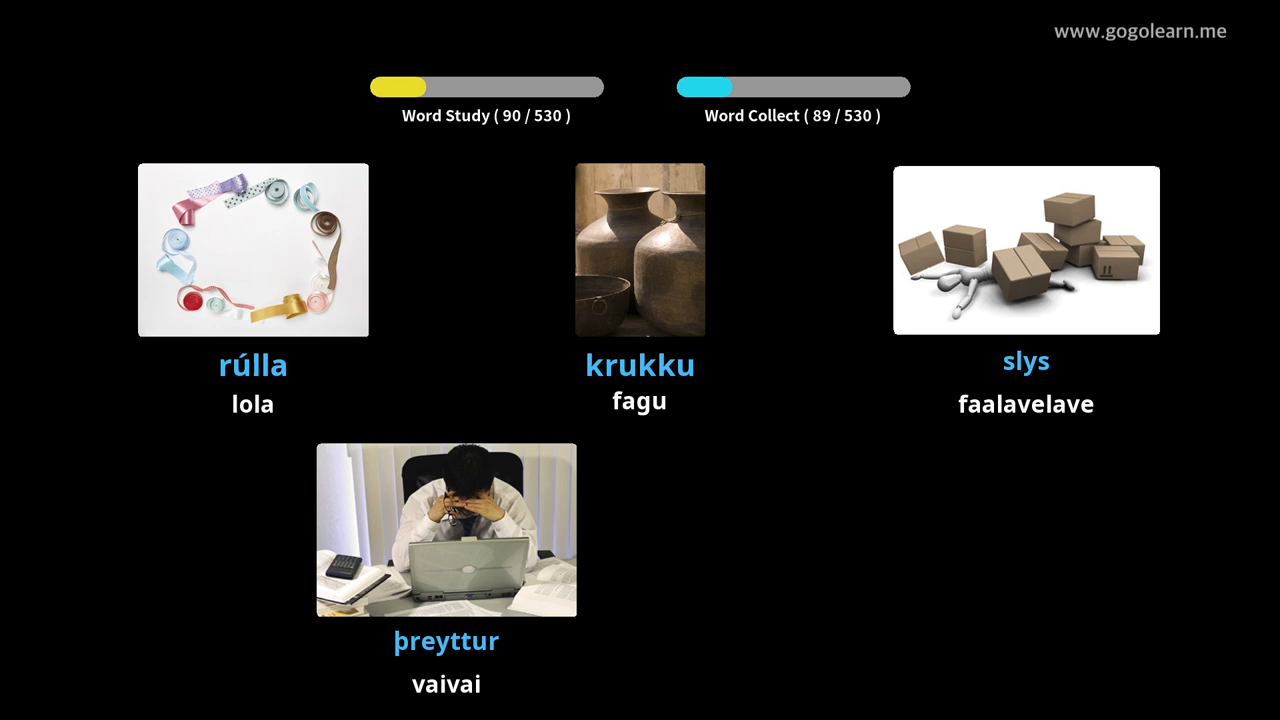 www.gogolearn.me
Word Study ( 90 / 530 )
Word Collect ( 89 / 530 )
rúlla
lola
krukku
fagu
slys
faalavelave
þreyttur
vaivai